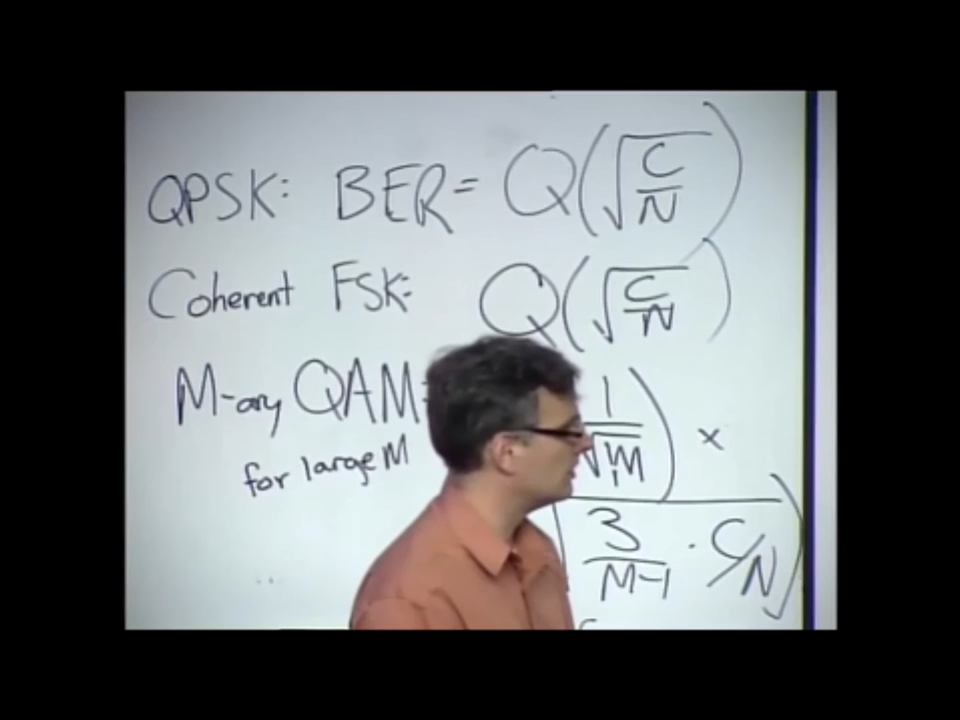 QPSK: BER = Q(√(C/N))
Coherent FSK: Q(√(C/N))
M-ary QAM: 1/√M) ×
for large M
3/(M-1) · C/N)